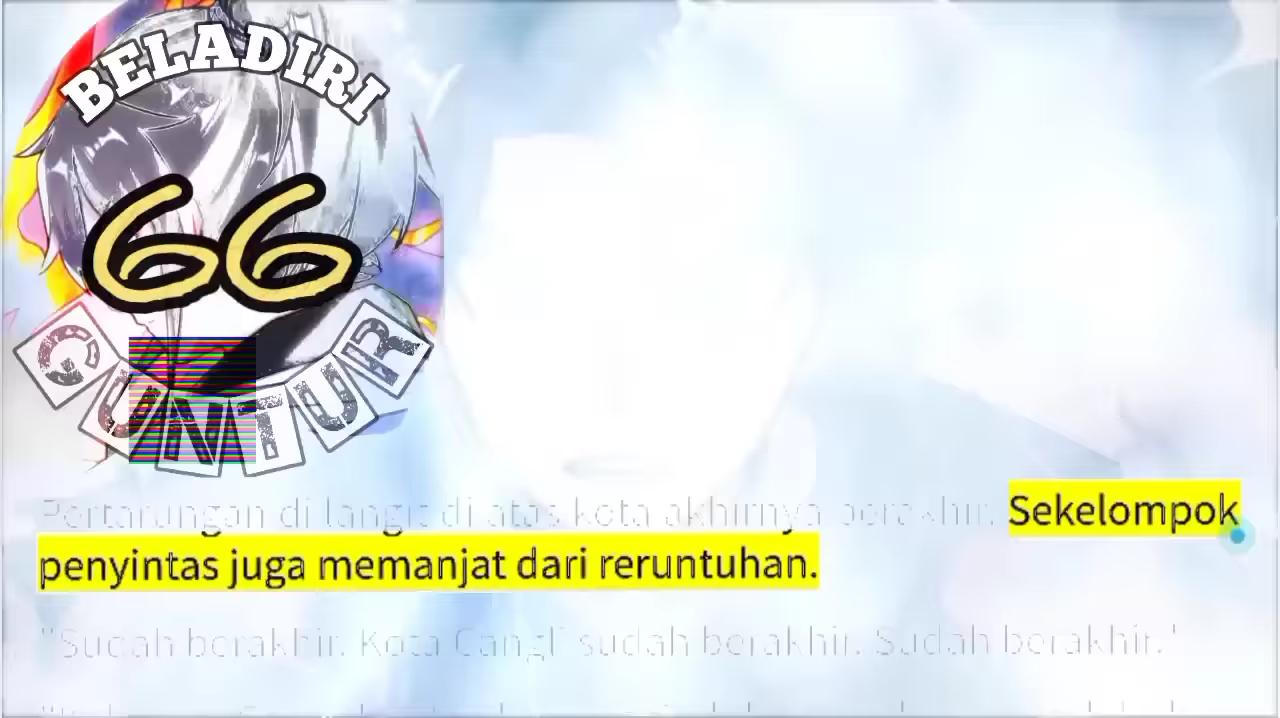 BELADIRI
66
GUNTUR
Pertarungan di langit di atas kota akhirnya berakhir. Sekelompok
penyintas juga memanjat dari reruntuhan.
"Sudah berakhir. Kota Cangli sudah berakhir. Sudah berakhir."